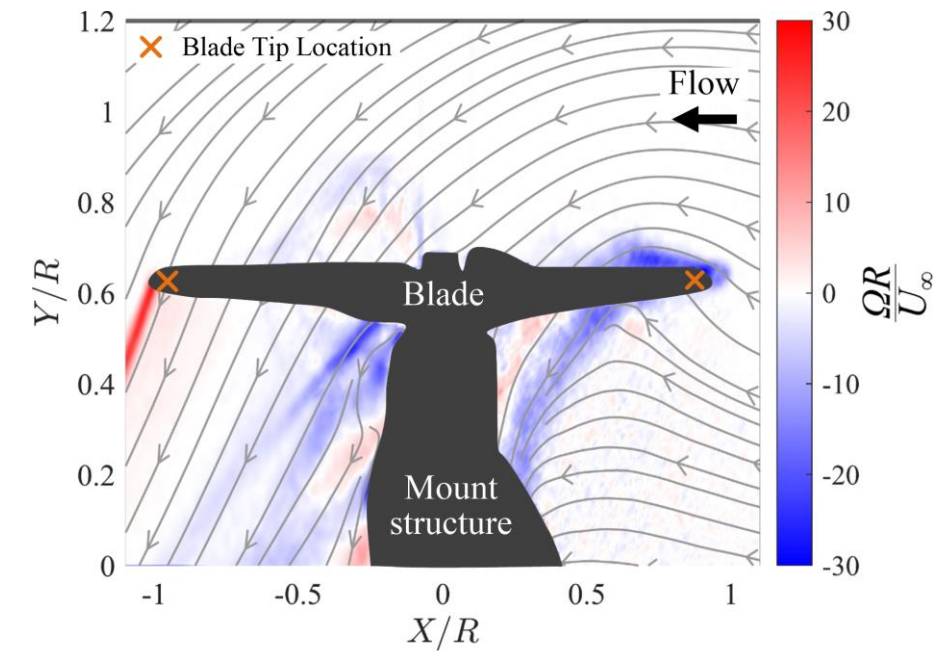 1.2
1
0.8
0.6
0.4
0.2
0
Y/R
Blade Tip Location
Flow
Blade
Mount
structure
-1
-0.5
0
0.5
1
X/R
30
20
10
0
-10
-20
-30
ΩR
U∞